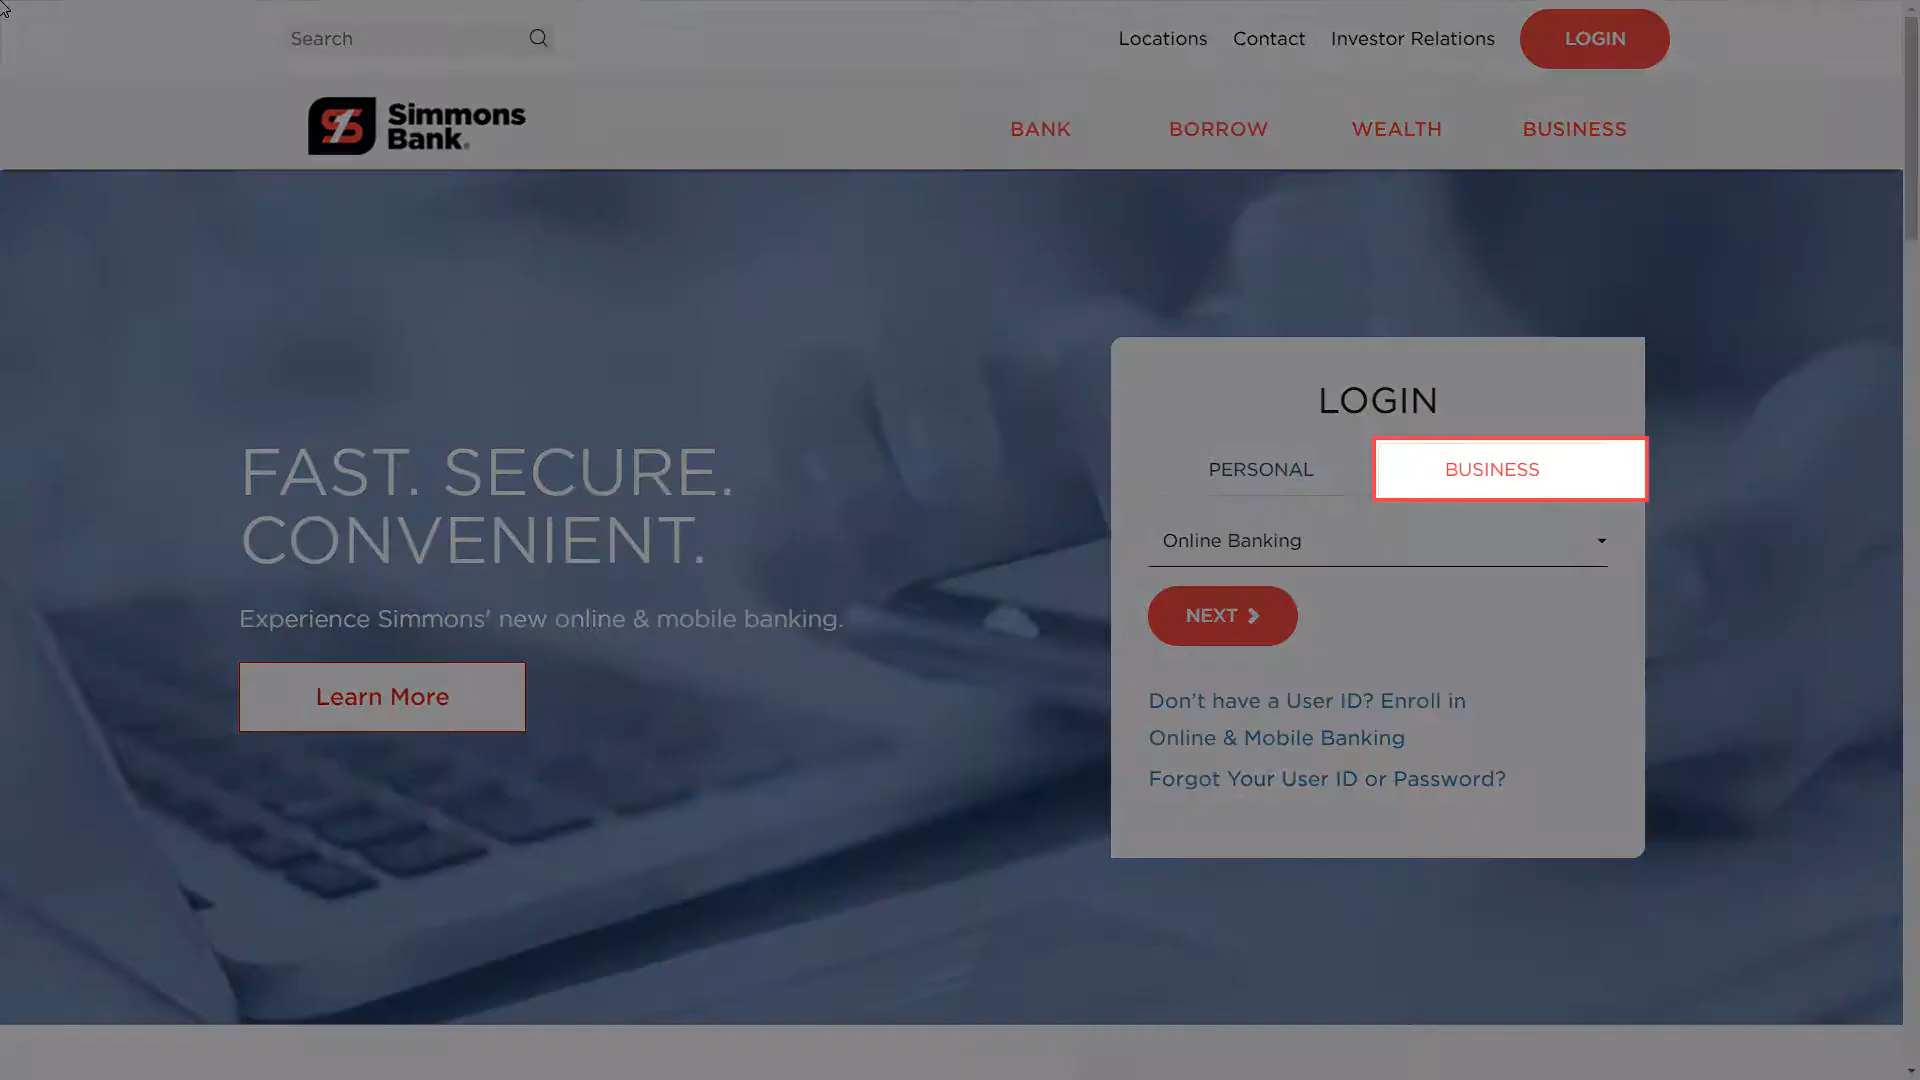 Search
Locations
Contact
Investor Relations
LOGIN
Simmons
Bank.
BANK
BORROW
WEALTH
BUSINESS
FAST. SECURE.
CONVENIENT.
Experience Simmons' new online & mobile banking.
Learn More
LOGIN
PERSONAL
BUSINESS
Online Banking
NEXT
Don't have a User ID? Enroll in
Online & Mobile Banking
Forgot Your User ID or Password?